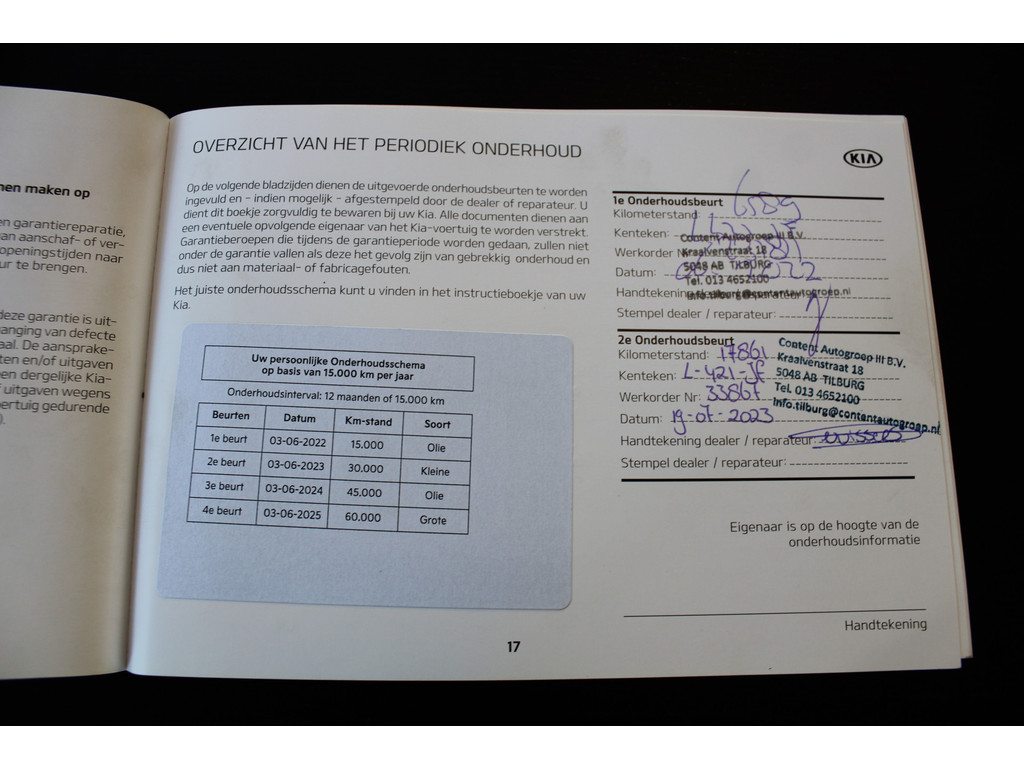 nen maken op
en garantiereparatie,
an aanschaf- of ver-
openingstijden naar
ur te brengen.
deze garantie is uit-
anging van defecte
aal. De aansprake-
ten en/of uitgaven
en dergelijke Kia-
uitgaven wegens
ertuig gedurende
).
OVERZICHT VAN HET PERIODIEK ONDERHOUD
KIA
Op de volgende bladzijden dienen de uitgevoerde onderhoudsbeurten te worden
ingevuld en - indien mogelijk - afgestempeld door de dealer of reparateur. U
dient dit boekje zorgvuldig te bewaren bij uw Kia. Alle documenten dienen aan
een eventuele opvolgende eigenaar van het Kia-voertuig te worden verstrekt.
Garantieberoepen die tijdens de garantieperiode worden gedaan, zullen niet
onder de garantie vallen als deze het gevolg zijn van gebrekkig onderhoud en
dus niet aan materiaal- of fabricagefouten.
Het juiste onderhoudsschema kunt u vinden in het instructieboekje van uw
Kia.
Uw persoonlijke Onderhoudsschema
op basis van 15.000 km per jaar
Onderhoudsinterval: 12 maanden of 15.000 km
Beurten Datum Km-stand Soort
1e beurt 03-06-2022 15.000 Olie
2e beurt 03-06-2023 30.000 Kleine
3e beurt 03-06-2024 45.000 Olie
4e beurt 03-06-2025 60.000 Grote
1e Onderhoudsbeurt
Kilometerstand: 6589
Kenteken:
Werkorder N
Datum:
Handtekening
Stempel dealer / reparateur:
Content Autogroep III B.V.
Kraaivenstraat 18
5048 AB TILBURG
Tel. 013 4652100
Info.tilburg@contentautogroep.nl
2e Onderhoudsbeurt
Kilometerstand: 17861
Kenteken: L-421-JF
Werkorder Nr: 33867
Datum: 19-07-2023
Handtekening dealer / reparateur:
Stempel dealer / reparateur:
Content Autogroep III B.V.
Kraaivenstraat 18
5048 AB TILBURG
Tel. 013 4652100
Info.tilburg@contentautogroep.nl
Eigenaar is op de hoogte van de
onderhoudsinformatie
Handtekening
17